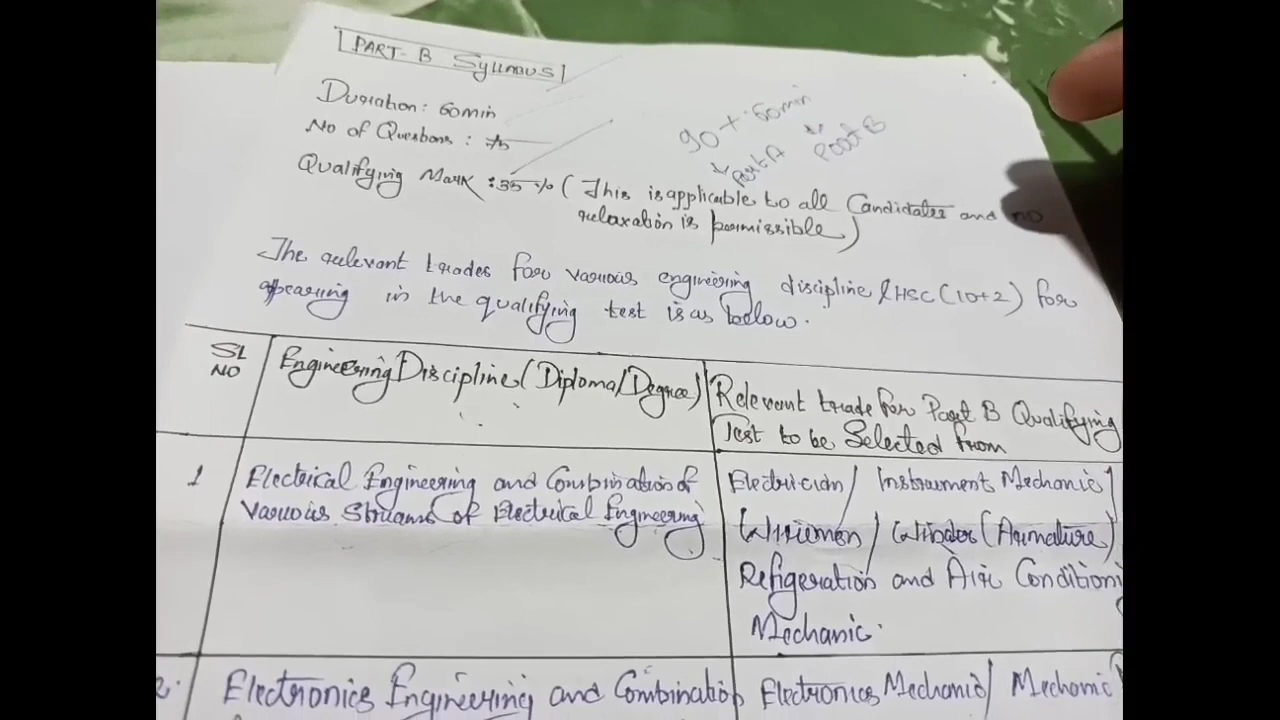 PART-B Syllabus
Duration: 60min
No of Questions : 75
Qualifying Mark : 35 % ( This is applicable to all Candidates and no
relaxation is permissible)
90 + 60min
Part A Part B
The relevant trades for various engineering discipline / HSC (10+2) for
appearing in the qualifying test is as below.
SL NO
Engineering Discipline (Diploma/Degree)
Relevant trade for Part B Qualifying
Test to be Selected from
1
Electrical Engineering and Combination of
Various Streams of Electrical Engineering
Electrician / Instrument Mechanic /
Wiremen / Winder (Armature)
Refigeration and Air Conditioni
Mechanic.
2.
Electronics Engineering and Combination
Electronics Mechanic / Mechanic